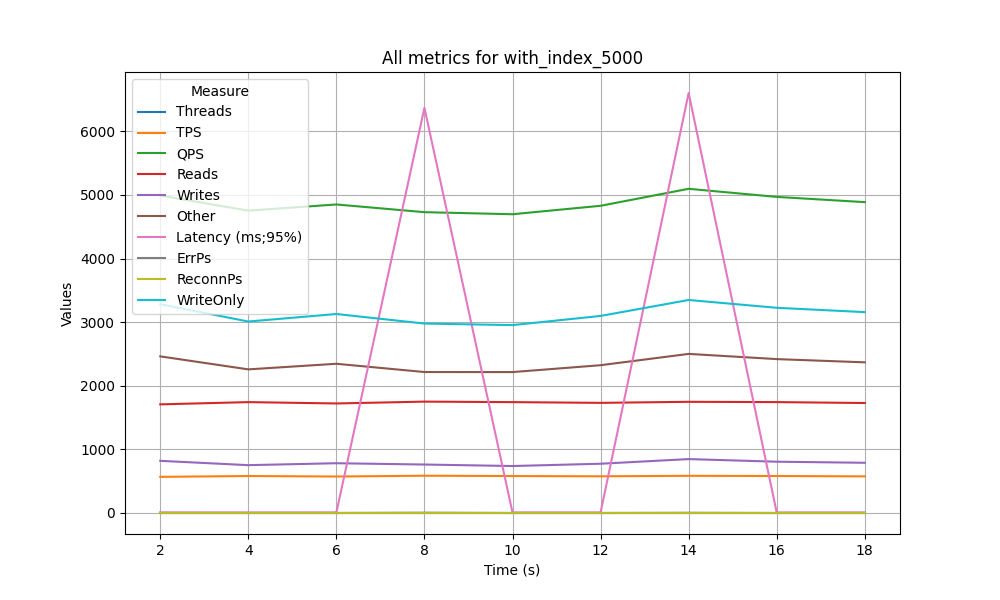 All metrics for with_index_5000
Measure
Threads
TPS
QPS
Reads
Writes
Other
Latency (ms;95%)
ErrPs
ReconnPs
WriteOnly
6000
5000
4000
3000
2000
1000
0
Values
2 4 6 8 10 12 14 16 18
Time (s)